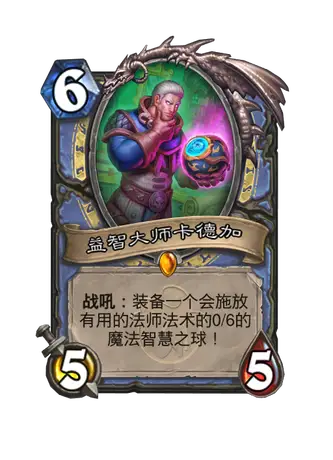 6
益智大师卡德加
战吼：装备一个会施放
有用的法师法术的0/6的
魔法智慧之球！
5
5